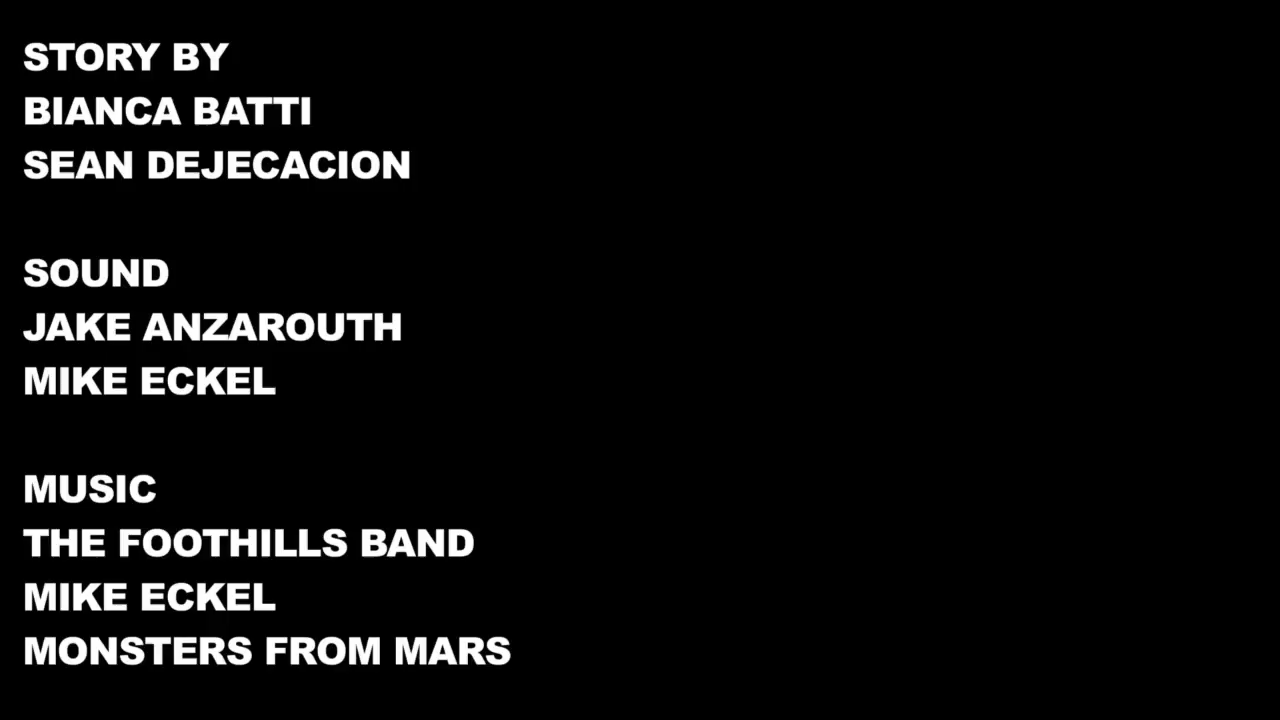 STORY BY
BIANCA BATTI
SEAN DEJECACION
SOUND
JAKE ANZAROUTH
MIKE ECKEL
MUSIC
THE FOOTHILLS BAND
MIKE ECKEL
MONSTERS FROM MARS